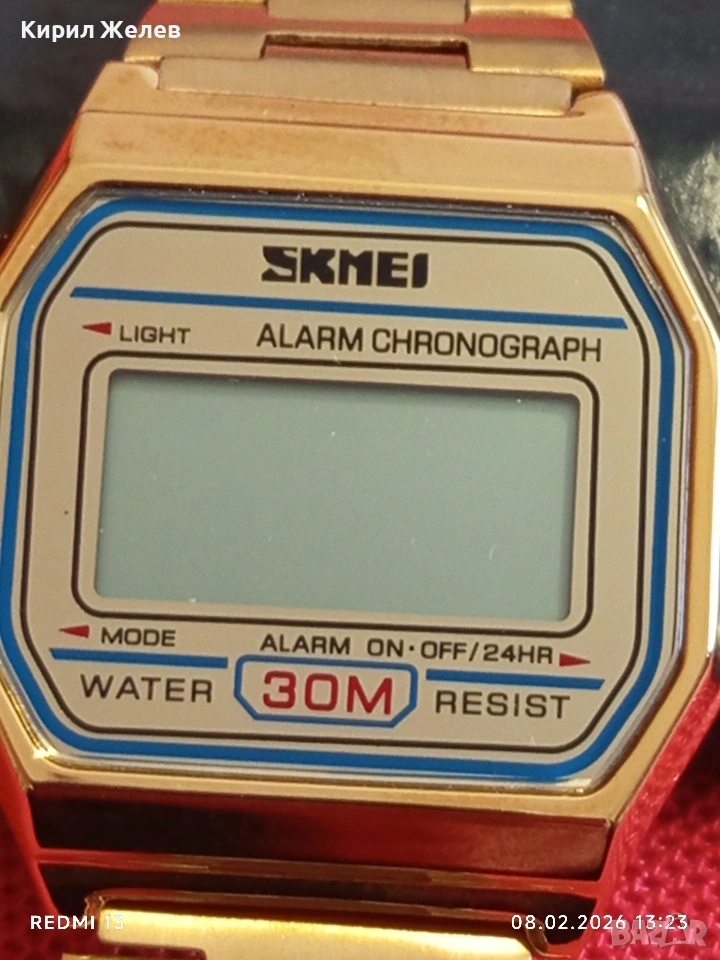 Кирил Желев
SKMEI
LIGHT
ALARM CHRONOGRAPH
MODE
ALARM ON·OFF/24HR
WATER 30M RESIST
REDMI 13
08.02.2026 13:23
BAZAR